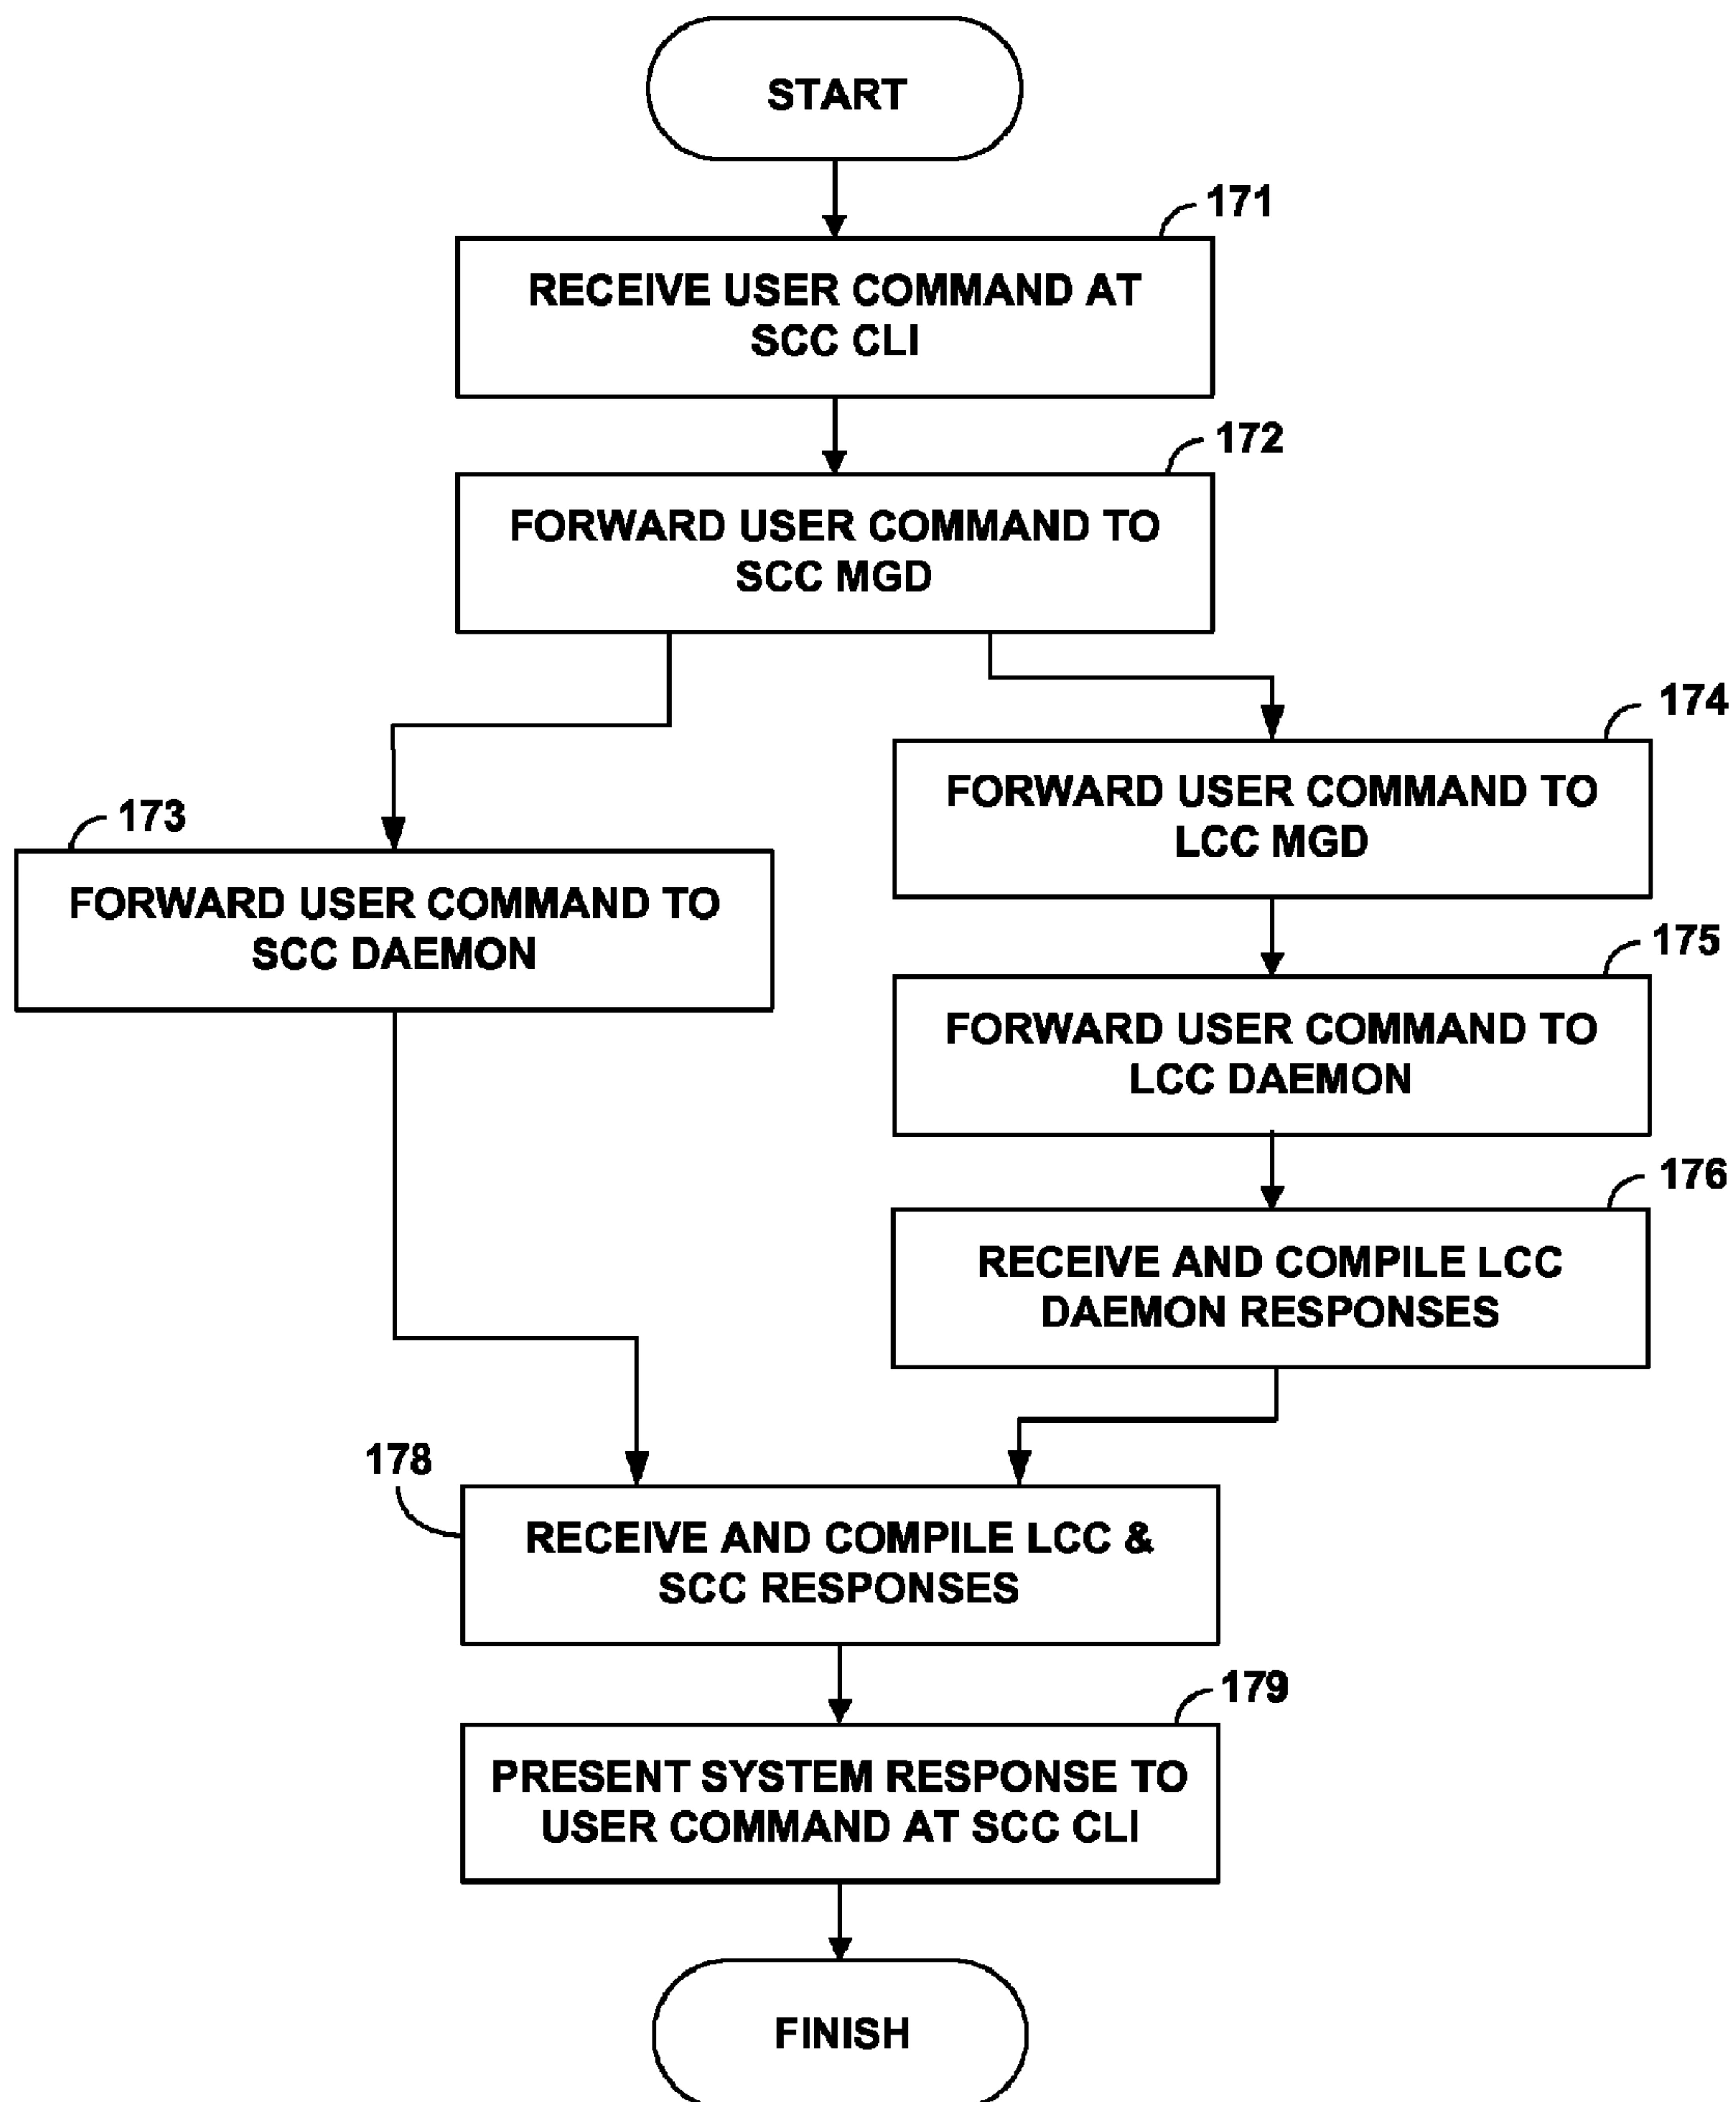 START
171
RECEIVE USER COMMAND AT
SCC CLI
172
FORWARD USER COMMAND TO
SCC MGD
174
FORWARD USER COMMAND TO
LCC MGD
173
FORWARD USER COMMAND TO
SCC DAEMON
175
FORWARD USER COMMAND TO
LCC DAEMON
176
RECEIVE AND COMPILE LCC
DAEMON RESPONSES
178
RECEIVE AND COMPILE LCC &
SCC RESPONSES
179
PRESENT SYSTEM RESPONSE TO
USER COMMAND AT SCC CLI
FINISH